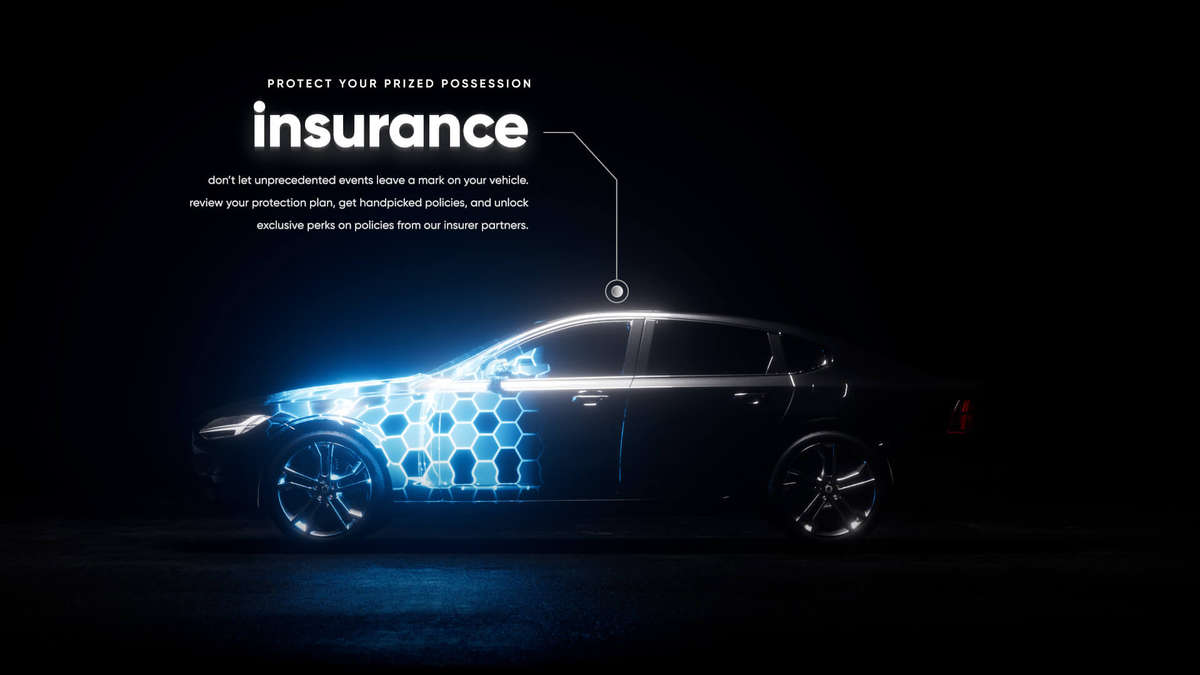 PROTECT YOUR PRIZED POSSESSION
insurance
don’t let unprecedented events leave a mark on your vehicle.
review your protection plan, get handpicked policies, and unlock
exclusive perks on policies from our insurer partners.